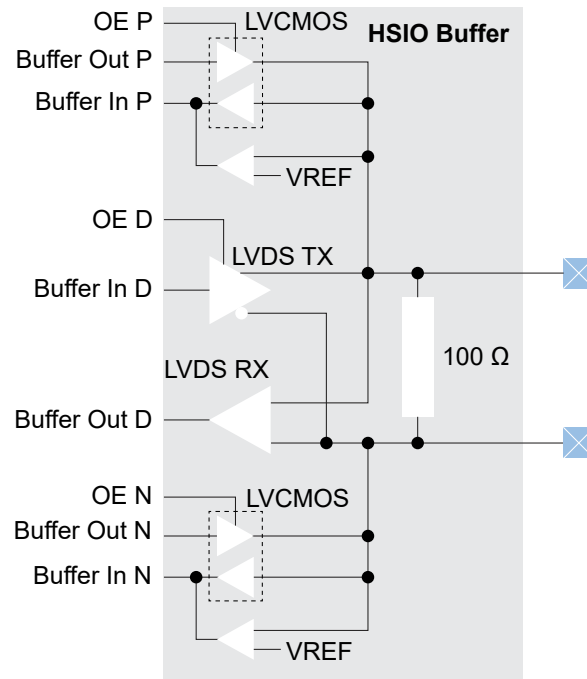 OE P
LVCMOS
HSIO Buffer
Buffer Out P
Buffer In P
VREF
OE D
LVDS TX
Buffer In D
LVDS RX
100 Ω
Buffer Out D
OE N
LVCMOS
Buffer Out N
Buffer In N
VREF